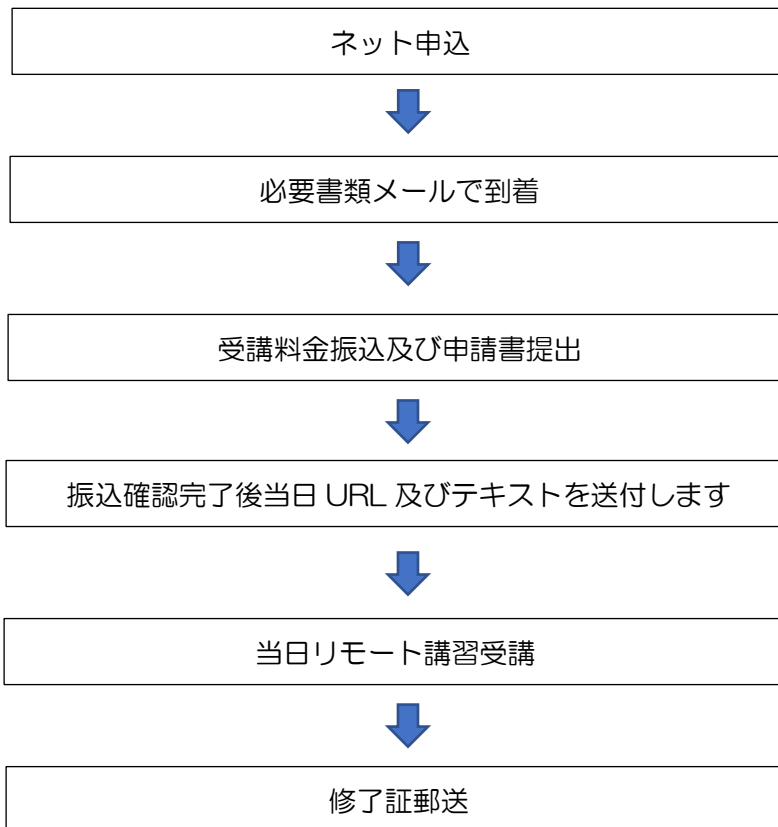 ネット申込
必要書類メールで到着
受講料金振込及び申請書提出
振込確認完了後当日 URL 及びテキストを送付します
当日リモート講習受講
修了証郵送